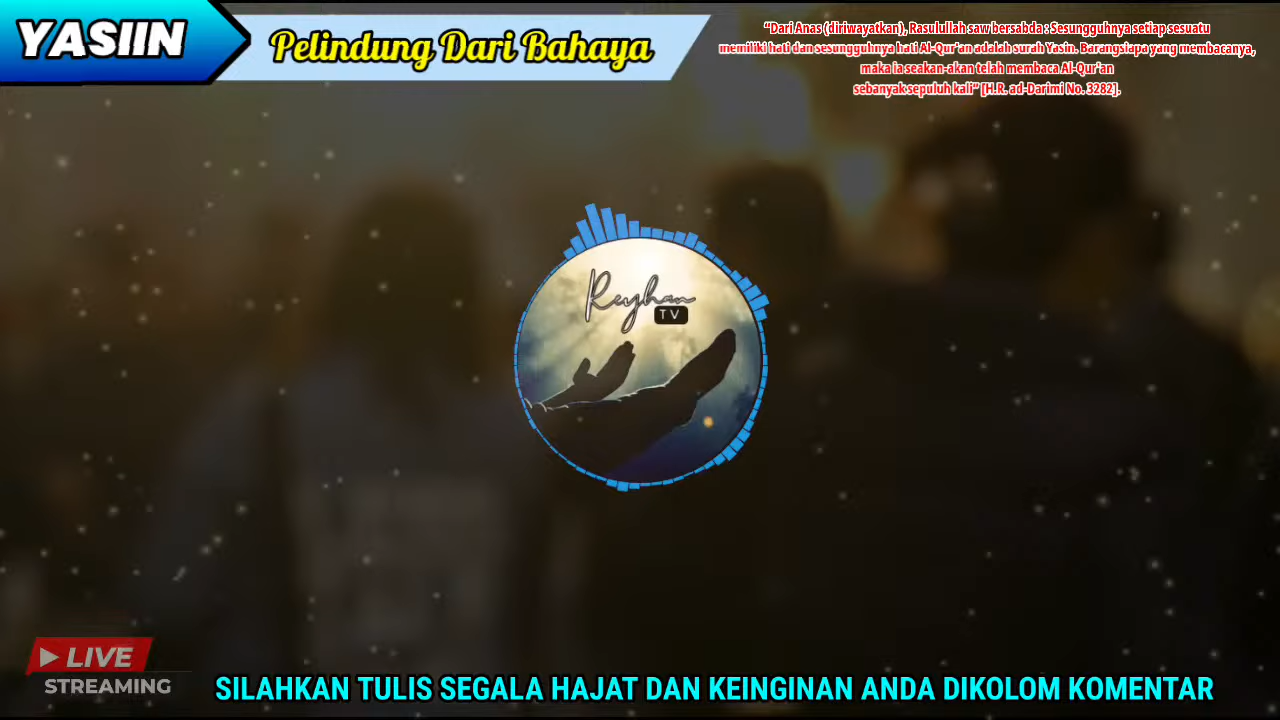 YASIIN
Pelindung Dari Bahaya
“Dari Anas (diriwayatkan), Rasulullah saw bersabda : Sesungguhnya setiap sesuatu
memiliki hati dan sesungguhnya hati Al-Qur'an adalah surah Yasin. Barangsiapa yang membacanya,
maka ia seakan-akan telah membaca Al-Qur'an
sebanyak sepuluh kali” [H.R. ad-Darimi No. 3282].
Reyhan
TV
LIVE
STREAMING
SILAHKAN TULIS SEGALA HAJAT DAN KEINGINAN ANDA DIKOLOM KOMENTAR